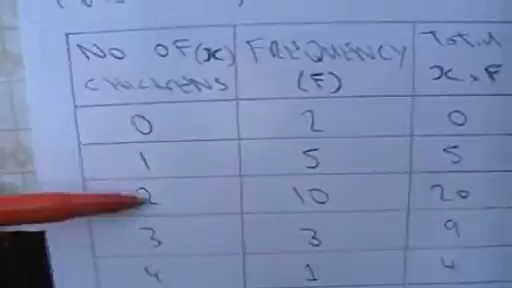 NO OF(x) FREQUENCY Total
CHICKENS (F) x x F
0 2 0
1 5 5
2 10 20
3 3 9
4 1 4